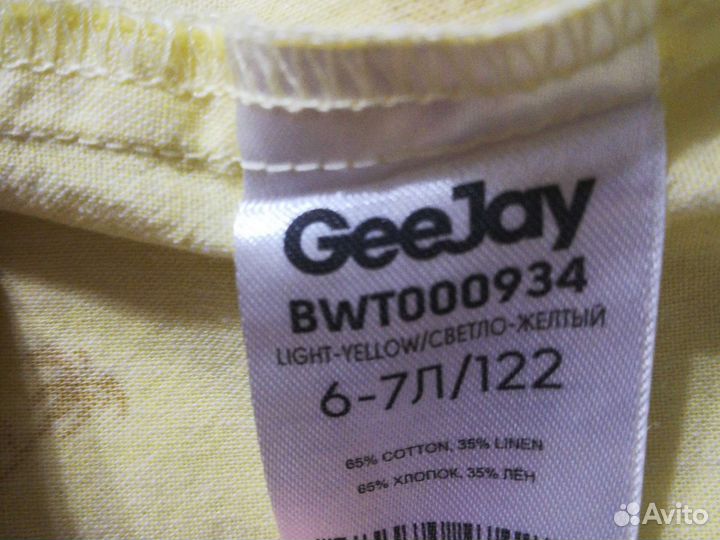 GeeJay
BWT000934
LIGHT-YELLOW/СВЕТЛО-ЖЕЛТЫЙ
6-7Л/122
65% COTTON, 35% LINEN
65% ХЛОПОК, 35% ЛЁН
Avito